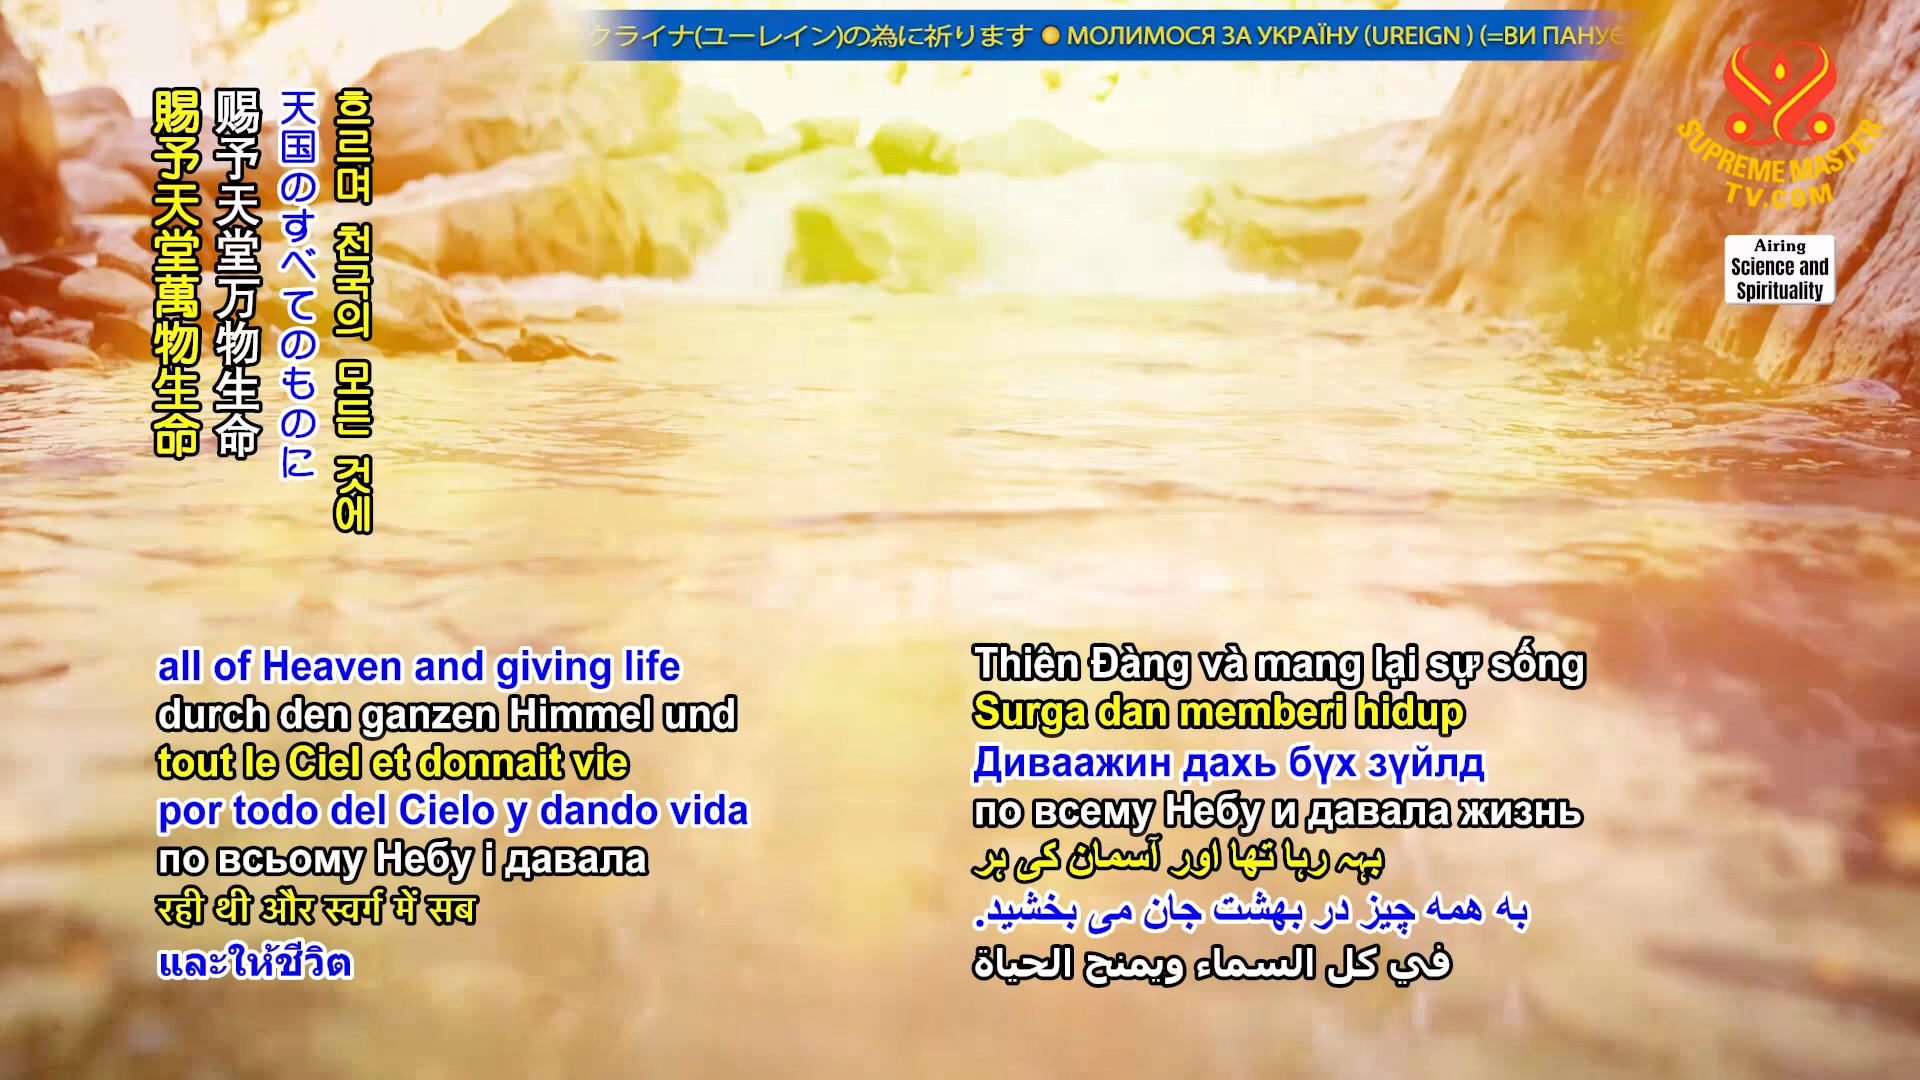 クライナ(ユーレイン)の為に祈ります
МОЛИМОСЯ ЗА УКРАЇНУ (UREIGN ) (=ВИ ПАНУЄ
SUPREME MASTER
TV.COM
Airing
Science and
Spirituality
흐르며 천국의 모든 것에
天国のすべてのものに
赐予天堂万物生命
賜予天堂萬物生命
all of Heaven and giving life
durch den ganzen Himmel und
tout le Ciel et donnait vie
por todo del Cielo y dando vida
по всьому Небу і давала
रही थी और स्वर्ग में सब
และให้ชีวิต
Thiên Đàng và mang lại sự sống
Surga dan memberi hidup
Диваажин дахь бүх зүйлд
по всему Небу и давала жизнь
بہہ رہا تھا اور آسمان کی ہر
به همه چیز در بهشت جان می بخشید.
في كل السماء ويمنح الحياة